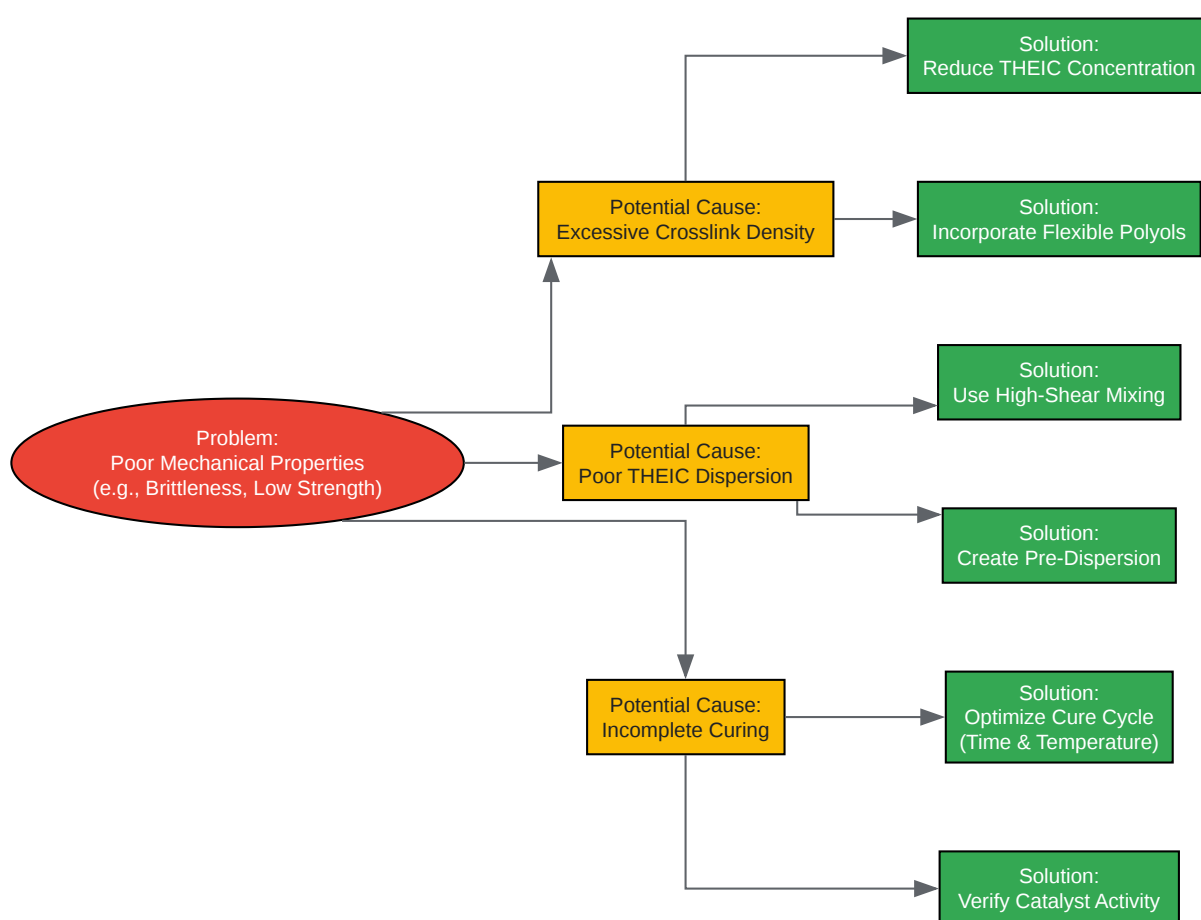 Solution:
Reduce THEIC Concentration
Potential Cause:
Excessive Crosslink Density
Solution:
Incorporate Flexible Polyols
Problem:
Poor Mechanical Properties
(e.g., Brittleness, Low Strength)
Potential Cause:
Poor THEIC Dispersion
Solution:
Use High-Shear Mixing
Solution:
Create Pre-Dispersion
Potential Cause:
Incomplete Curing
Solution:
Optimize Cure Cycle
(Time & Temperature)
Solution:
Verify Catalyst Activity